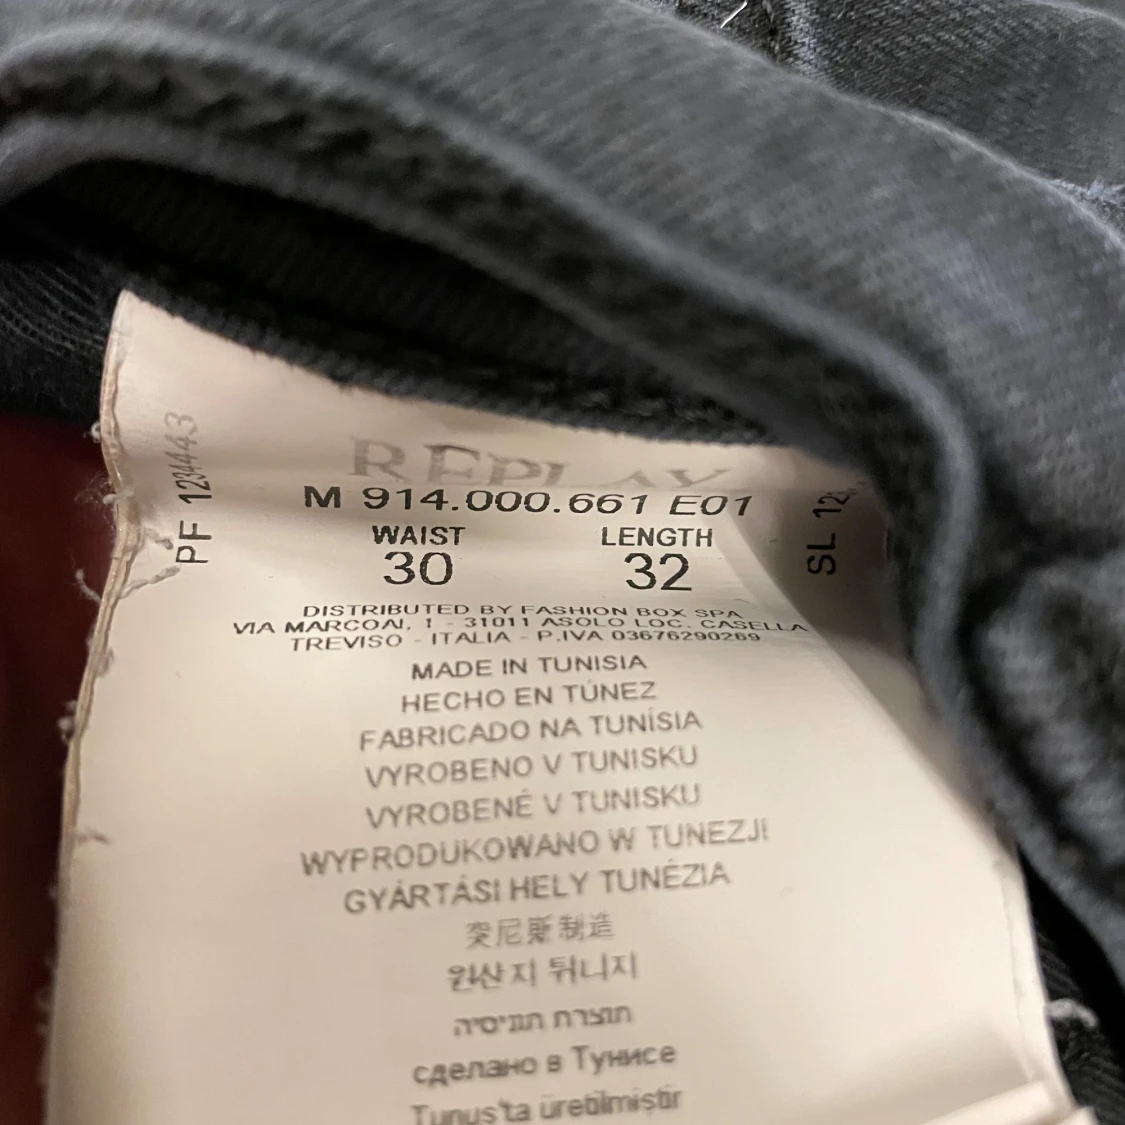 REPLAY
M 914.000.661 E01
WAIST LENGTH
30 32
DISTRIBUTED BY FASHION BOX SPA
VIA MARCONI, 1 - 31011 ASOLO LOC. CASELLA
TREVISO - ITALIA - P.IVA 03676290269
MADE IN TUNISIA
HECHO EN TÚNEZ
FABRICADO NA TUNÍSIA
VYROBENO V TUNISKU
VYROBENÉ V TUNISKU
WYPRODUKOWANO W TUNEZJI
GYÁRTÁSI HELY TUNÉZIA
突尼斯制造
원산지 튀니지
תוצרת תוניסיה
сделано в Тунисе
Tunus'ta üretilmiştir
PF 1234443
SL